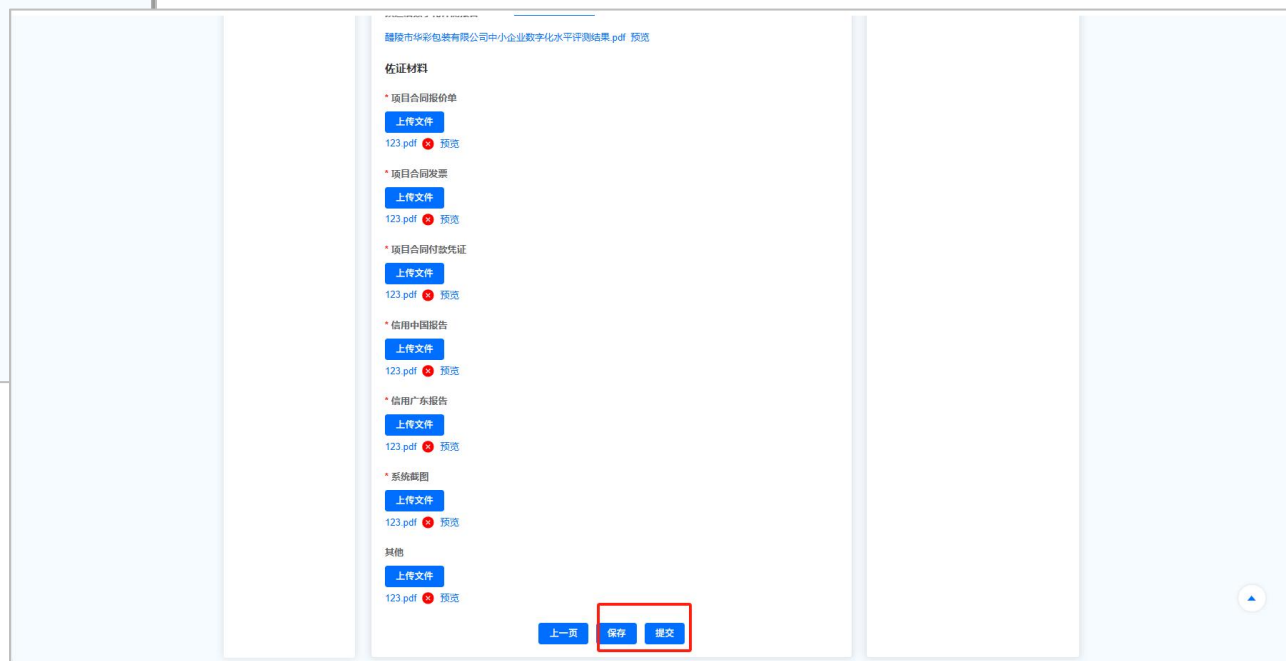 醴陵市华彩包装有限公司中小企业数字化水平评测结果.pdf 预览
佐证材料
* 项目合同报价单
上传文件
123.pdf 预览
* 项目合同发票
上传文件
123.pdf 预览
* 项目合同付款凭证
上传文件
123.pdf 预览
* 信用中国报告
上传文件
123.pdf 预览
* 信用广东报告
上传文件
123.pdf 预览
* 系统截图
上传文件
123.pdf 预览
其他
上传文件
123.pdf 预览
上一页 保存 提交